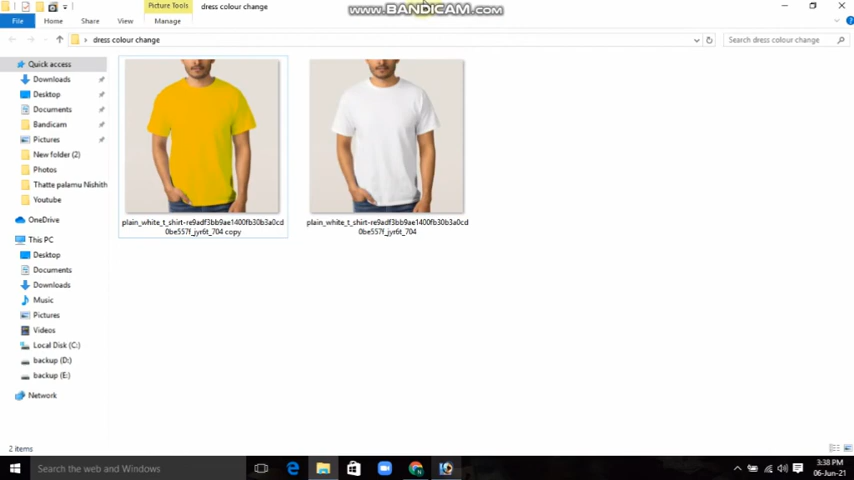 Picture Tools
dress colour change
www.BANDICAM.com
File
Home
Share
View
Manage
dress colour change
Search dress colour change
Quick access
Downloads
Desktop
Documents
Bandicam
Pictures
New folder (2)
Photos
Thatte palamu Nishith
Youtube
OneDrive
This PC
Desktop
Documents
Downloads
Music
Pictures
Videos
Local Disk (C:)
backup (D:)
backup (E:)
Network
plain_white_t_shirt-re9adf3bb9ae1400fb30b3a0cd
0be557f_jyr6t_704 copy
plain_white_t_shirt-re9adf3bb9ae1400fb30b3a0cd
0be557f_jyr6t_704
2 items
Search the web and Windows
3:38 PM
06-Jun-21